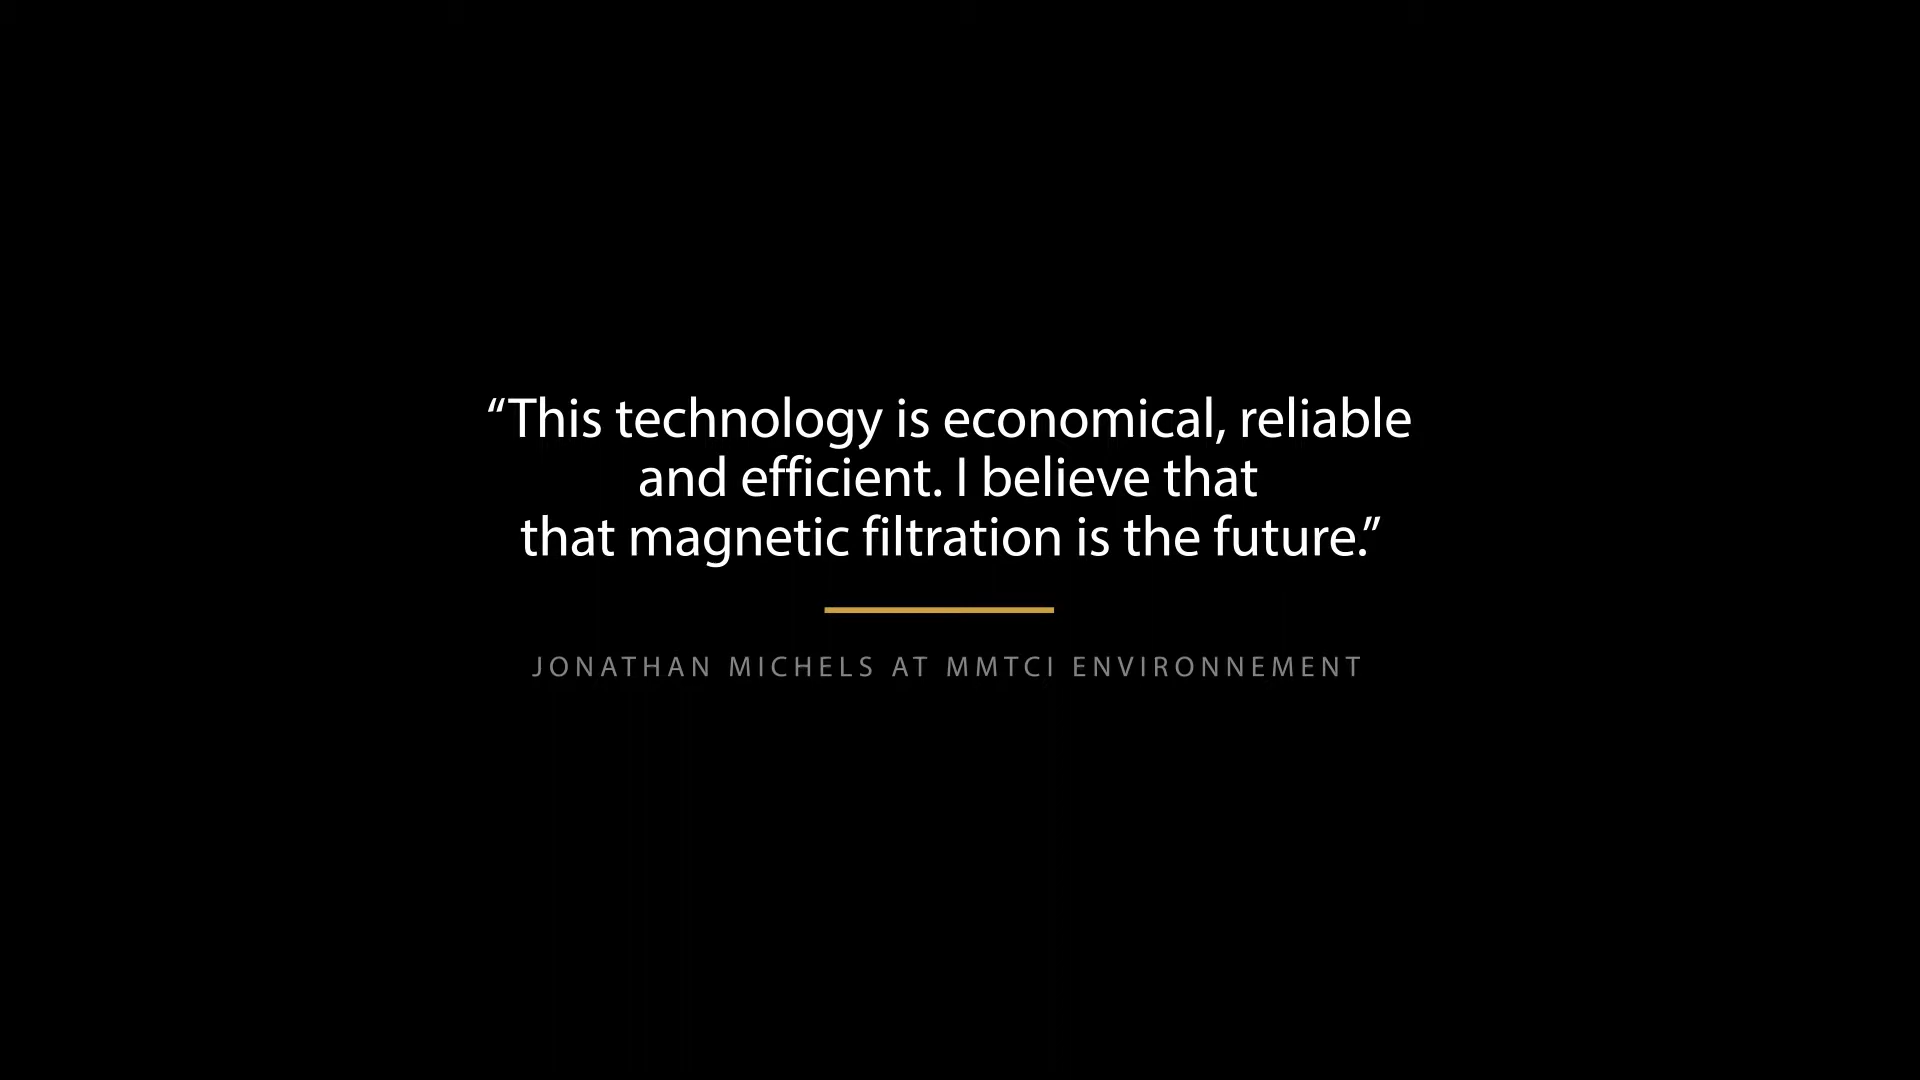 “This technology is economical, reliable
and efficient. I believe that
that magnetic filtration is the future.”
JONATHAN MICHELS AT MMTCI ENVIRONNEMENT